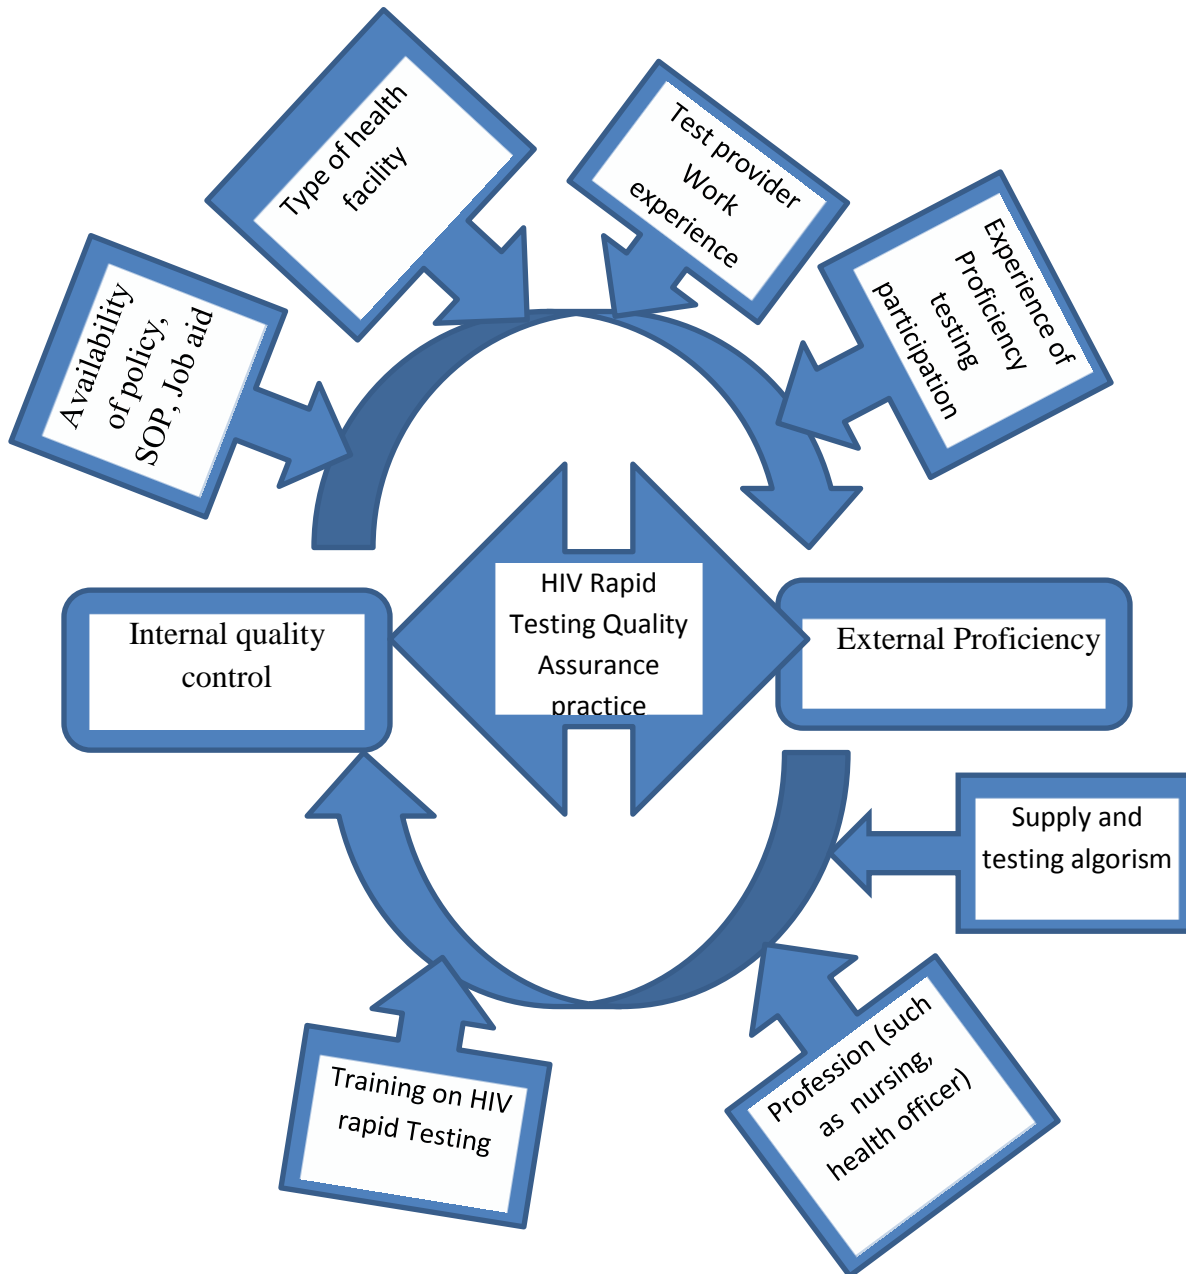 Type of health
facility
Test provider
Work
experience
Experience of
Proficiency
testing
participation
Availability
of policy,
SOP, Job aid
HIV Rapid
Testing Quality
Assurance
practice
Internal quality
control
External Proficiency
Supply and
testing algorism
Training on HIV
rapid Testing
Profession (such
as nursing,
health officer)